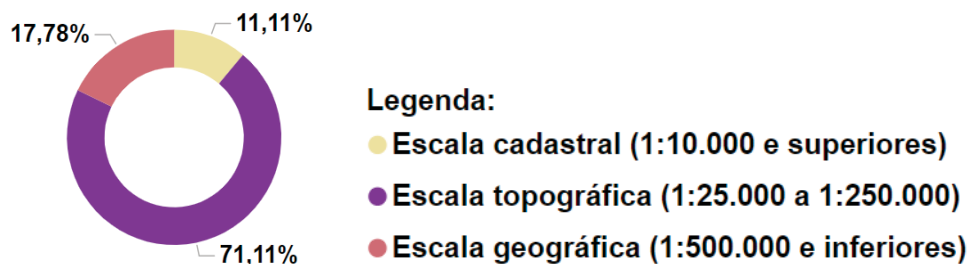 17,78%
11,11%
71,11%
Legenda:
Escala cadastral (1:10.000 e superiores)
Escala topográfica (1:25.000 a 1:250.000)
Escala geográfica (1:500.000 e inferiores)